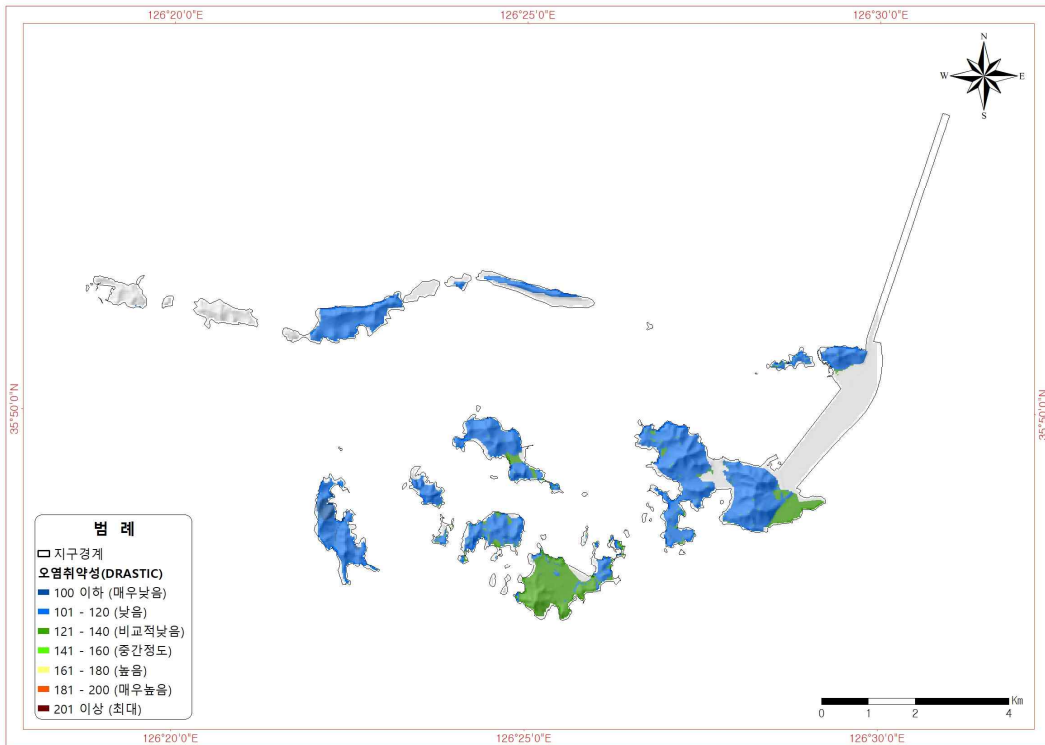 126°20'0"E
126°25'0"E
126°30'0"E
N
W
E
S
35°50'0"N
35°50'0"N
범 례
지구경계
오염취약성(DRASTIC)
100 이하 (매우낮음)
101 - 120 (낮음)
121 - 140 (비교적낮음)
141 - 160 (중간정도)
161 - 180 (높음)
181 - 200 (매우높음)
201 이상 (최대)
Km
0 1 2 4
126°20'0"E
126°25'0"E
126°30'0"E